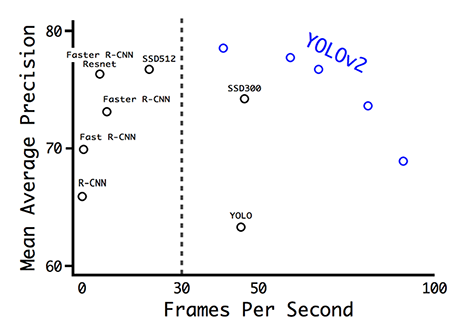 80
Faster R-CNN
Resnet
SSD512
YOLOv2
SSD300
Faster R-CNN
Fast R-CNN
70
R-CNN
YOLO
60
Mean Average Precision
0
30
50
100
Frames Per Second